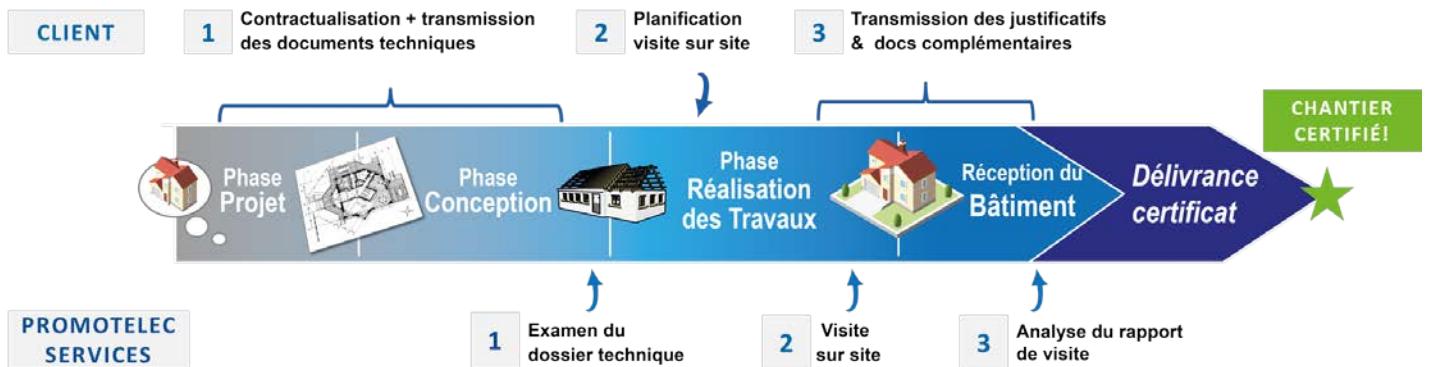 CLIENT
1
Contractualisation + transmission
des documents techniques
2
Planification
visite sur site
3
Transmission des justificatifs
& docs complémentaires
CHANTIER
CERTIFIÉ!
Phase
Projet
Phase
Conception
Phase
Réalisation
des Travaux
Réception du
Bâtiment
Délivrance
certificat
PROMOTELEC
SERVICES
1
Examen du
dossier technique
2
Visite
sur site
3
Analyse du rapport
de visite